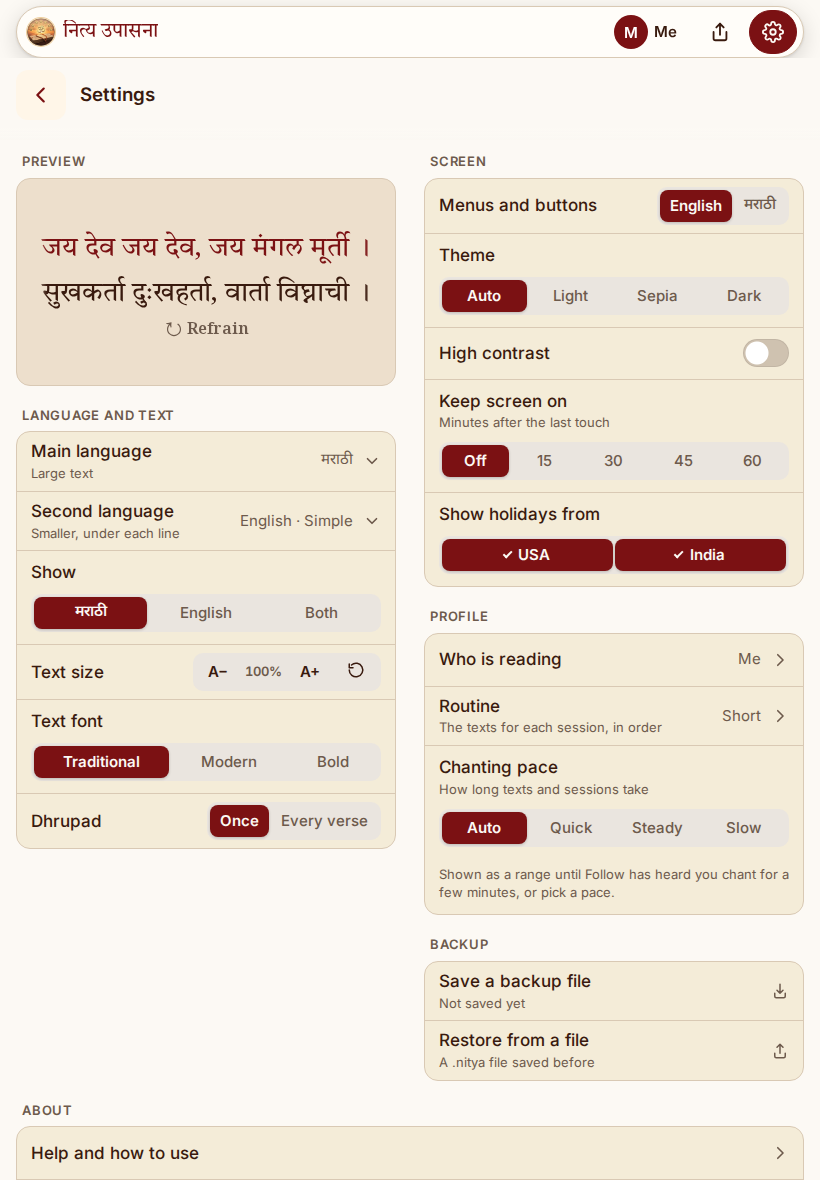 नित्य उपासना
M Me
Settings
PREVIEW
जय देव जय देव, जय मंगल मूर्ती ।
सुखकर्ता दुःखहर्ता, वार्ता विघ्नाची ।
Refrain
LANGUAGE AND TEXT
Main language
Large text
मराठी
Second language
Smaller, under each line
English · Simple
Show
मराठी English Both
Text size
A− 100% A+
Text font
Traditional Modern Bold
Dhrupad
Once Every verse
SCREEN
Menus and buttons
English मराठी
Theme
Auto Light Sepia Dark
High contrast
Keep screen on
Minutes after the last touch
Off 15 30 45 60
Show holidays from
USA India
PROFILE
Who is reading
Me
Routine
The texts for each session, in order
Short
Chanting pace
How long texts and sessions take
Auto Quick Steady Slow
Shown as a range until Follow has heard you chant for a
few minutes, or pick a pace.
BACKUP
Save a backup file
Not saved yet
Restore from a file
A .nitya file saved before
ABOUT
Help and how to use